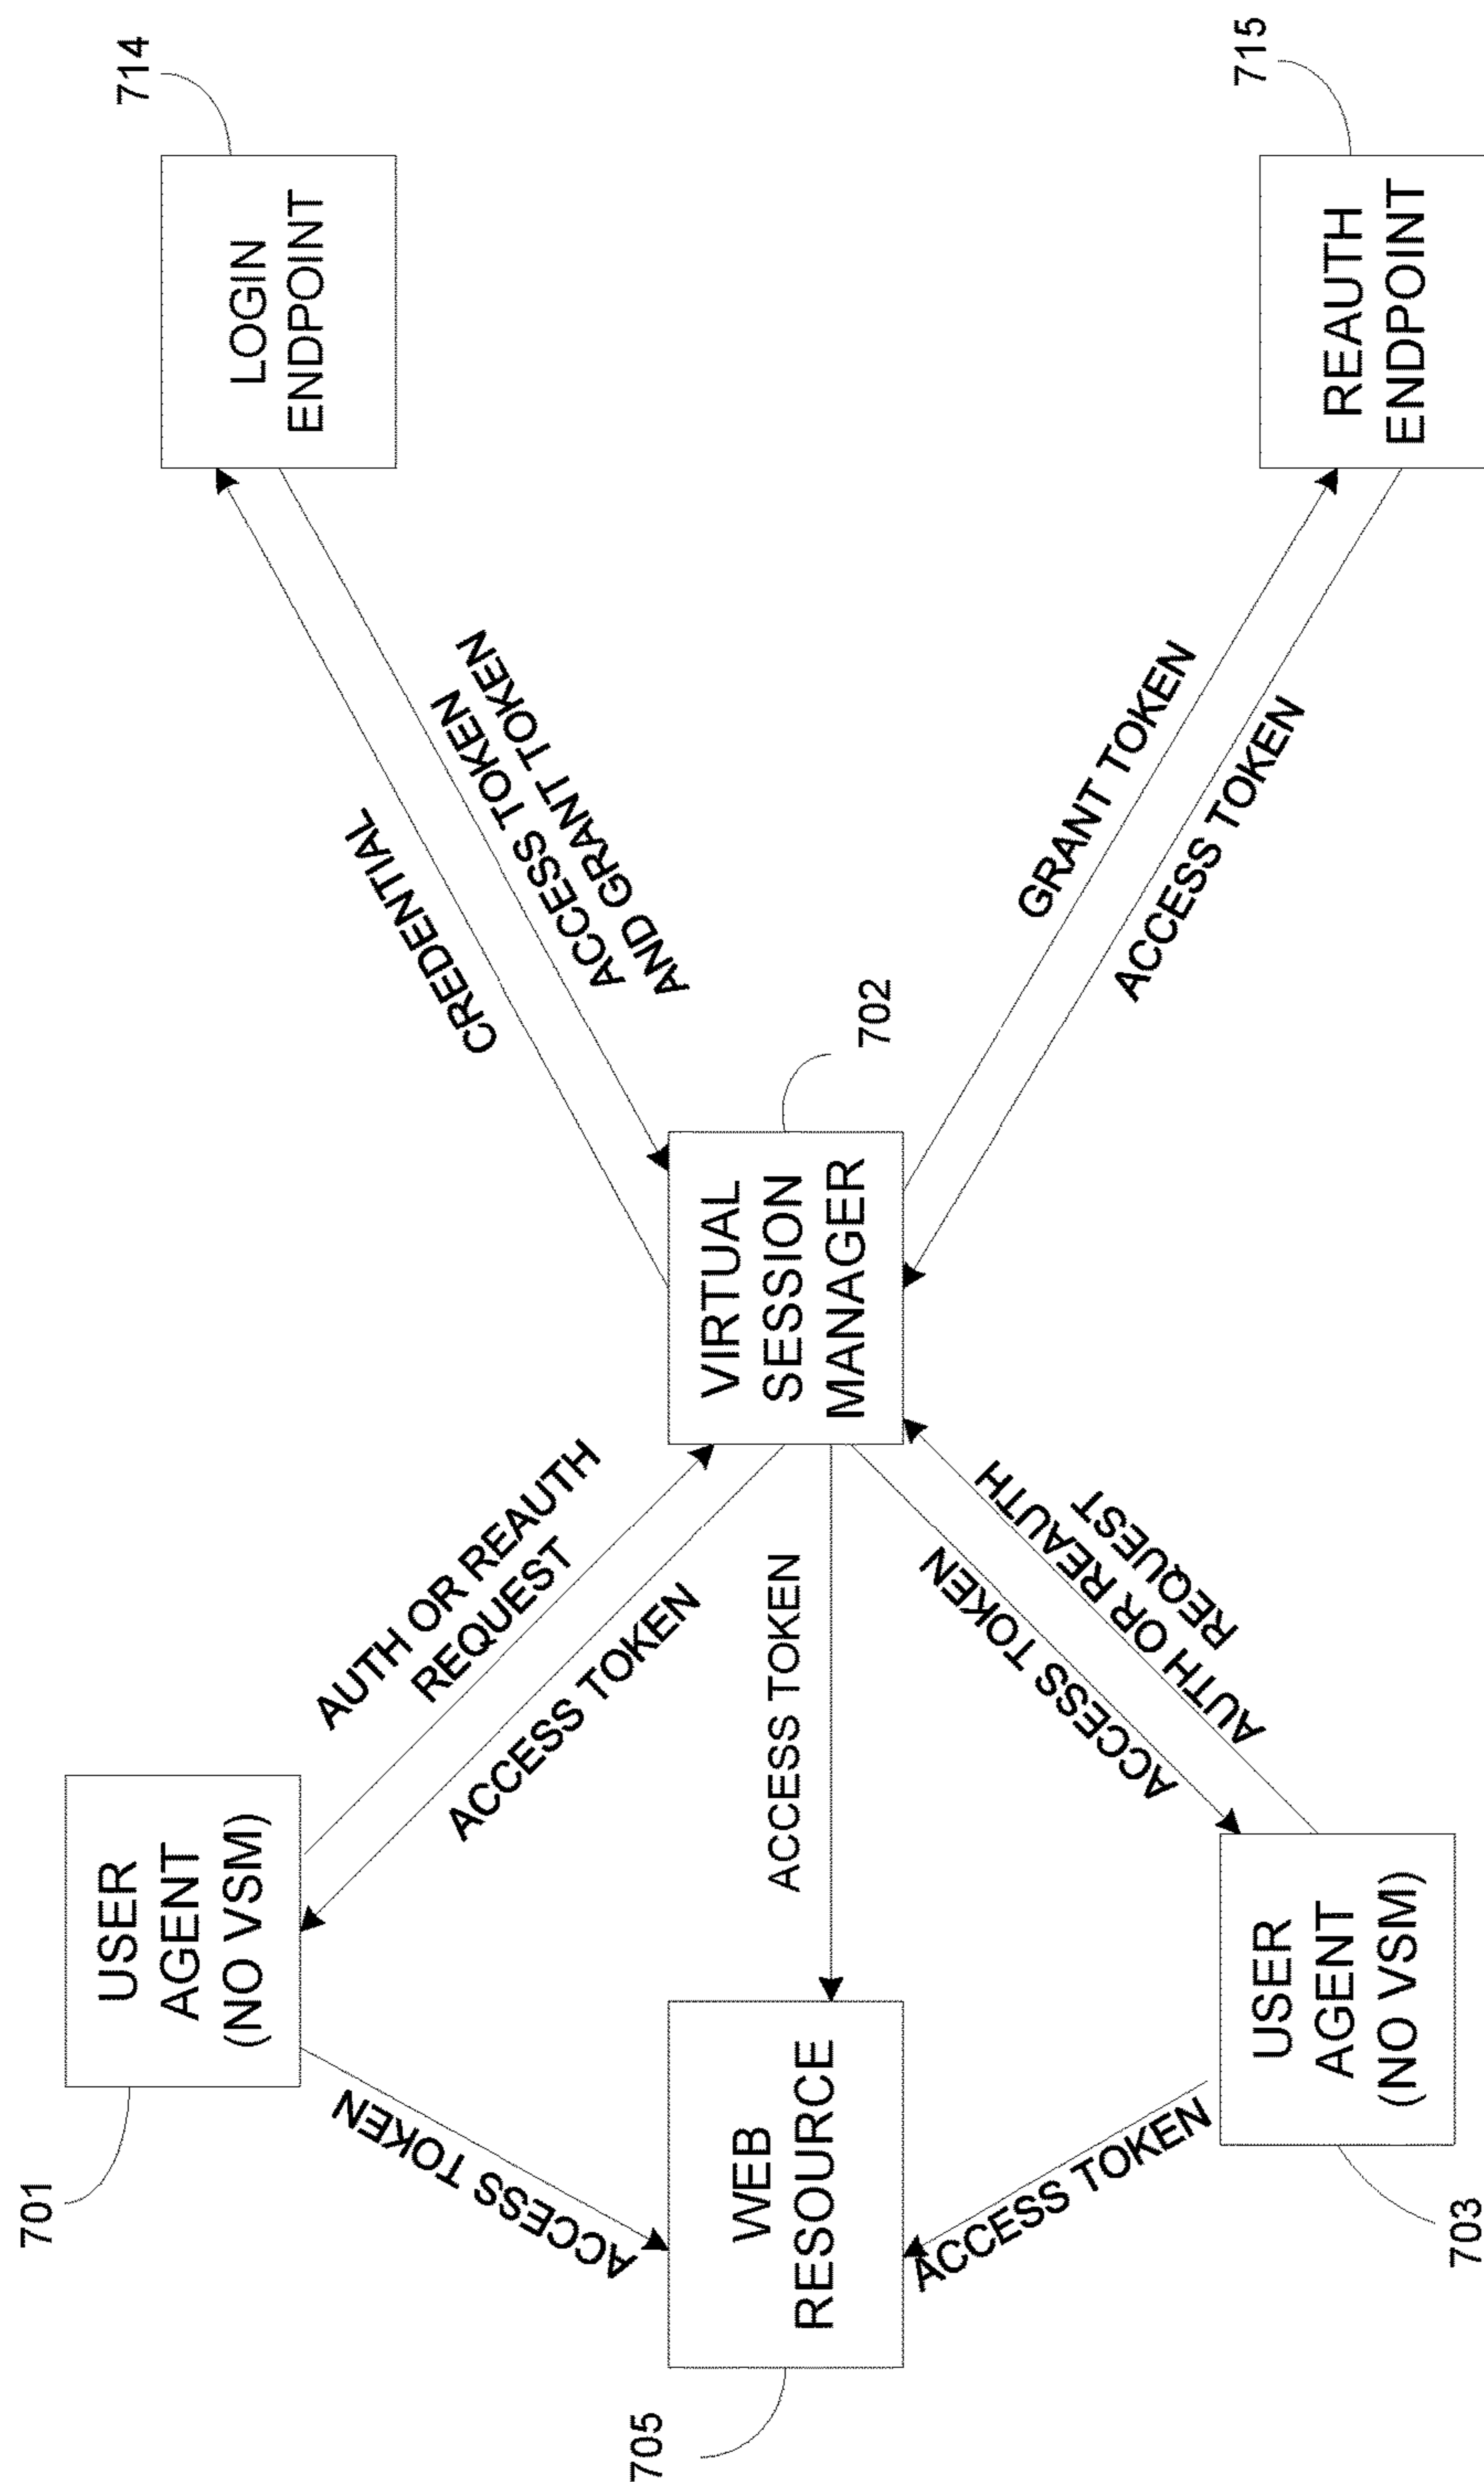 701
USER
AGENT
(NO VSM)
AUTH OR REAUTH
REQUEST
ACCESS TOKEN
ACCESS TOKEN
CREDENTIAL
ACCESS TOKEN
AND GRANT TOKEN
LOGIN
ENDPOINT
714
705
WEB
RESOURCE
ACCESS TOKEN
VIRTUAL
SESSION
MANAGER
702
ACCESS TOKEN
703
USER
AGENT
(NO VSM)
ACCESS TOKEN
AUTH OR REAUTH
REQUEST
GRANT TOKEN
ACCESS TOKEN
REAUTH
ENDPOINT
715